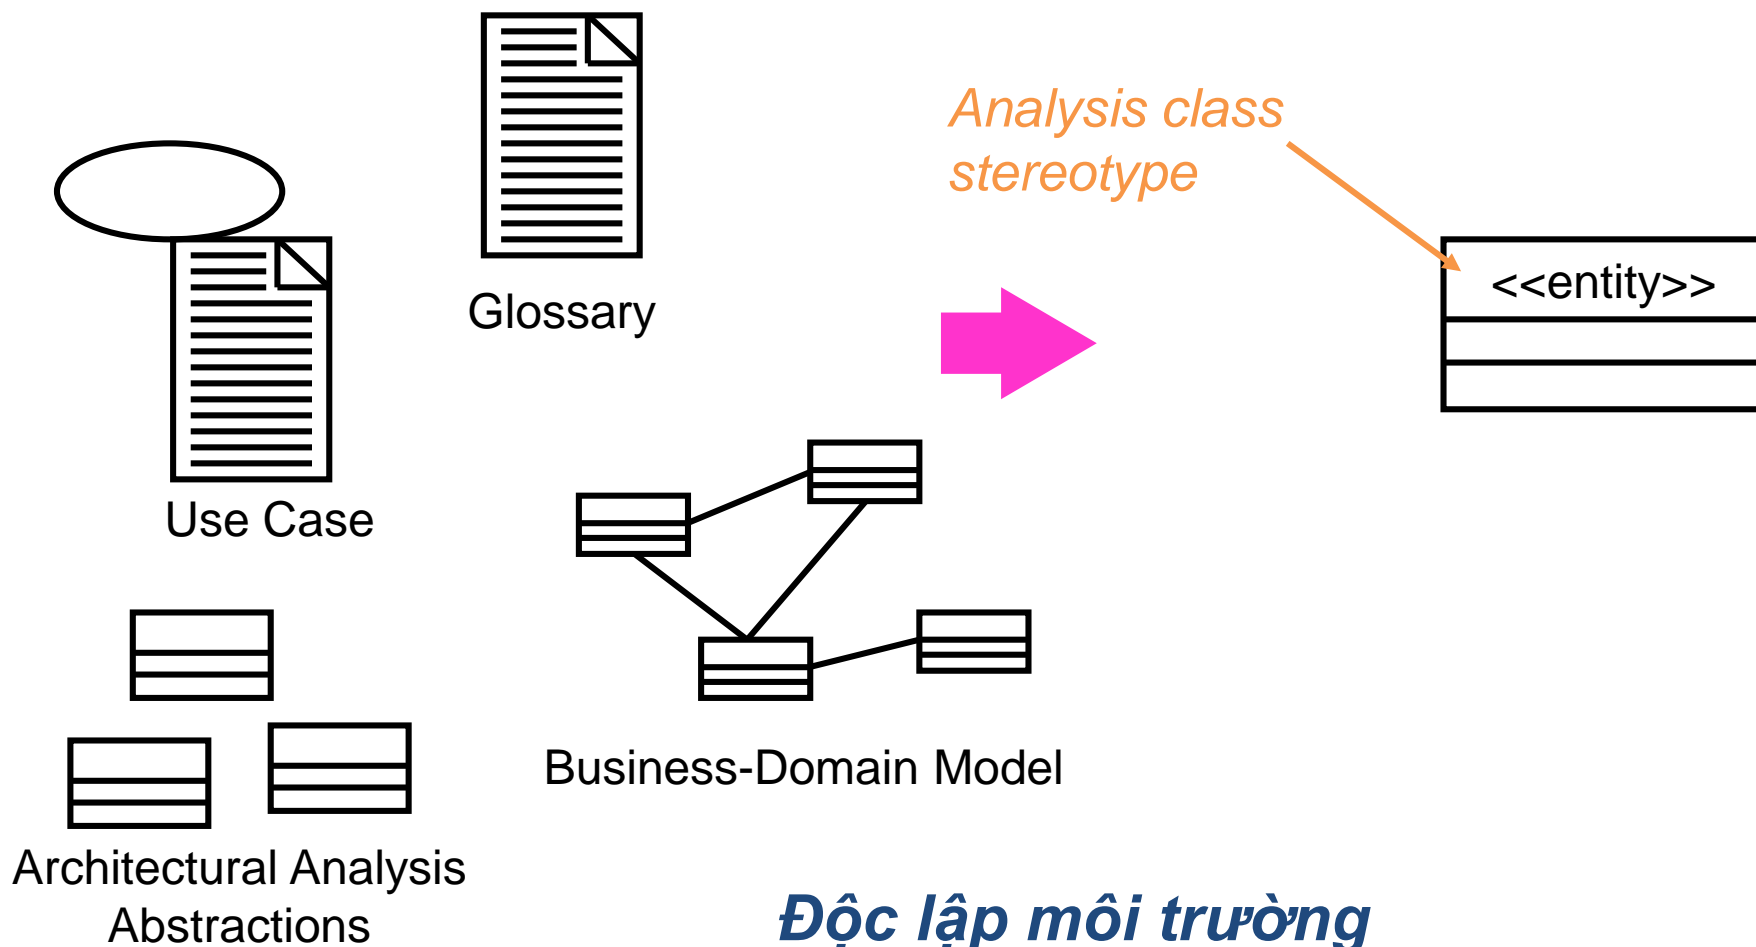 Analysis class
stereotype
<<entity>>
Glossary
Use Case
Business-Domain Model
Architectural Analysis
Abstractions
Độc lập môi trường